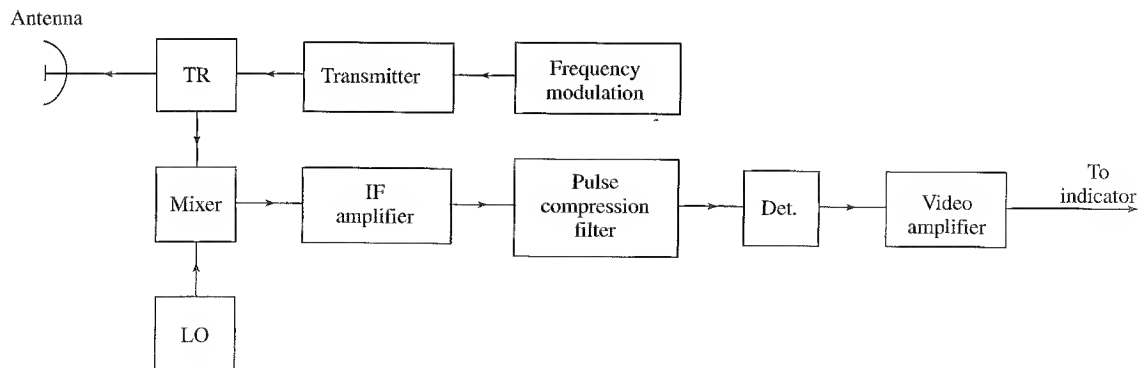 Antenna
TR
Transmitter
Frequency
modulation
Mixer
IF
amplifier
Pulse
compression
filter
Det.
Video
amplifier
To
indicator
LO